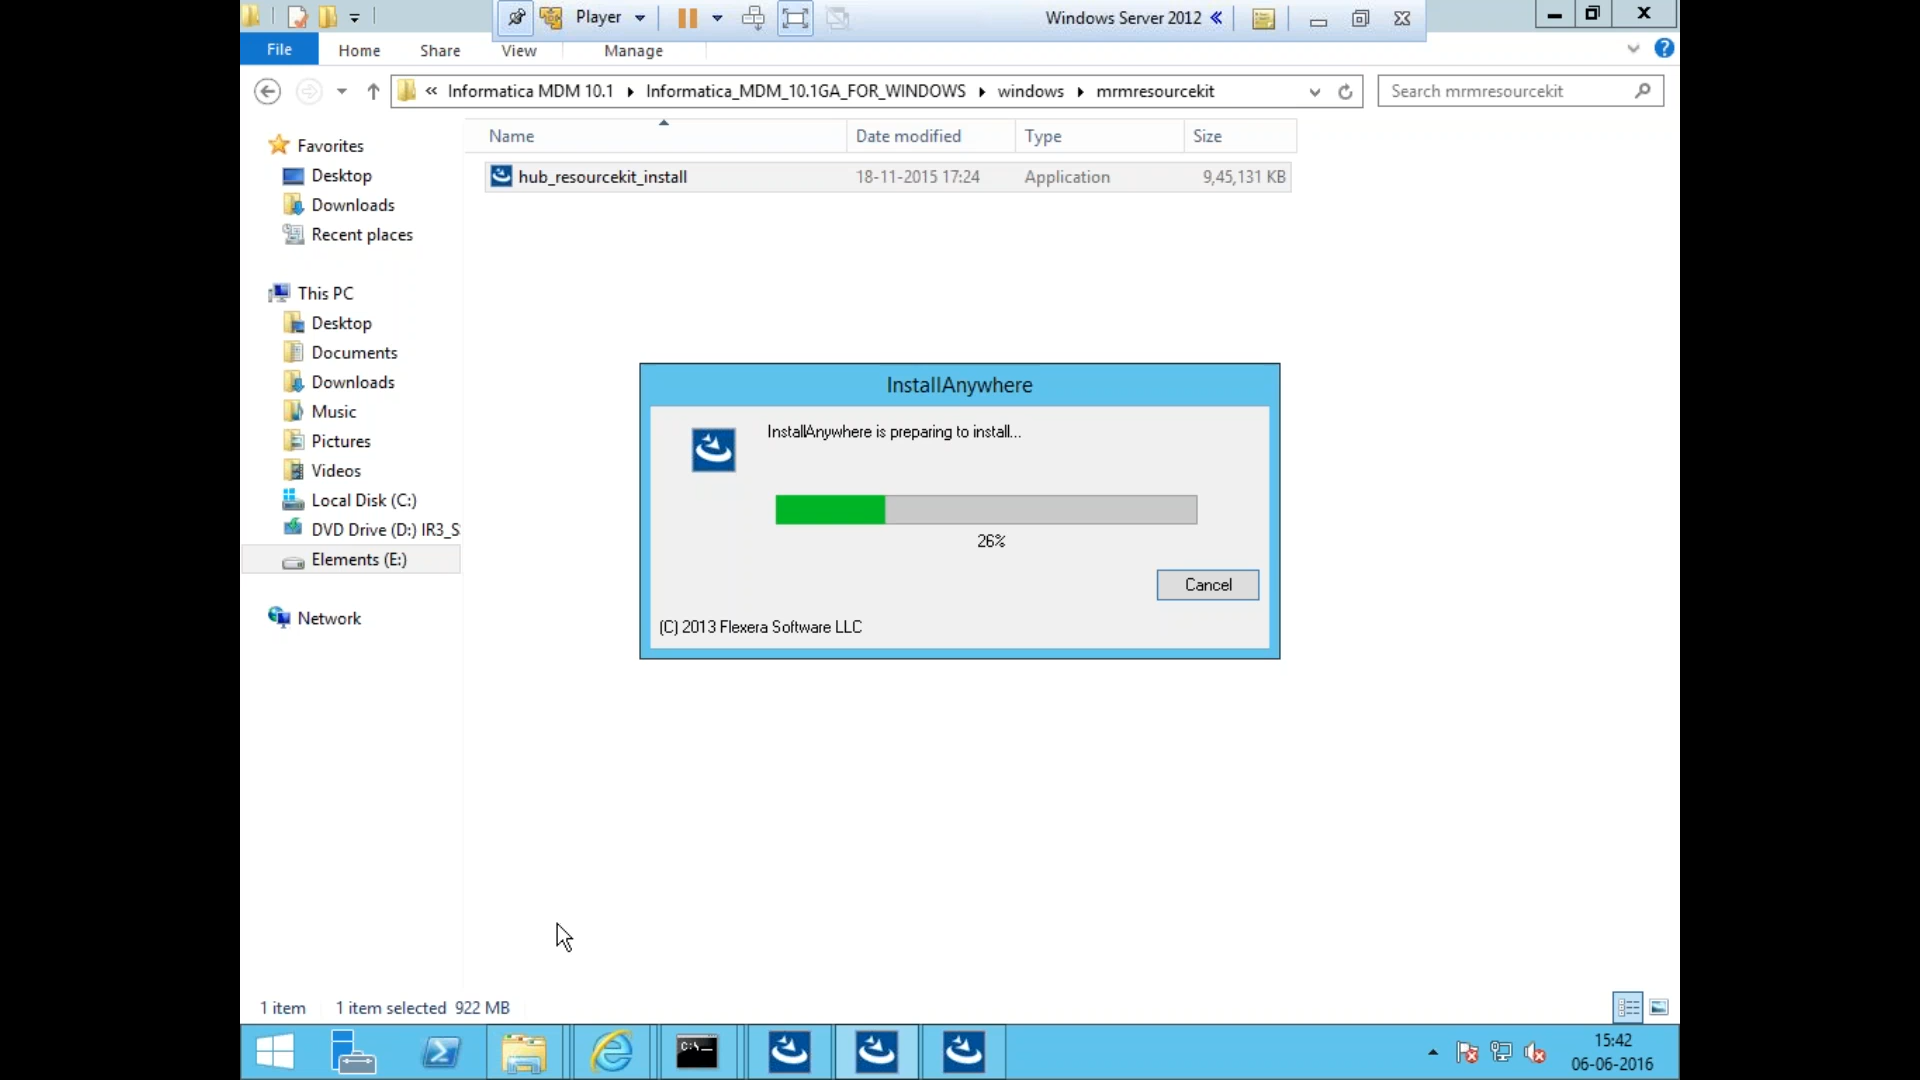 Player
Windows Server 2012
File
Home
Share
View
Manage
« Informatica MDM 10.1 Informatica_MDM_10.1GA_FOR_WINDOWS windows mrmresourcekit
Search mrmresourcekit
Name
Date modified
Type
Size
hub_resourcekit_install
18-11-2015 17:24
Application
9,45,131 KB
Favorites
Desktop
Downloads
Recent places
This PC
Desktop
Documents
Downloads
Music
Pictures
Videos
Local Disk (C:)
DVD Drive (D:) IR3_S
Elements (E:)
Network
InstallAnywhere
InstallAnywhere is preparing to install...
26%
Cancel
(C) 2013 Flexera Software LLC
1 item
1 item selected 922 MB
C:\_
15:42
06-06-2016